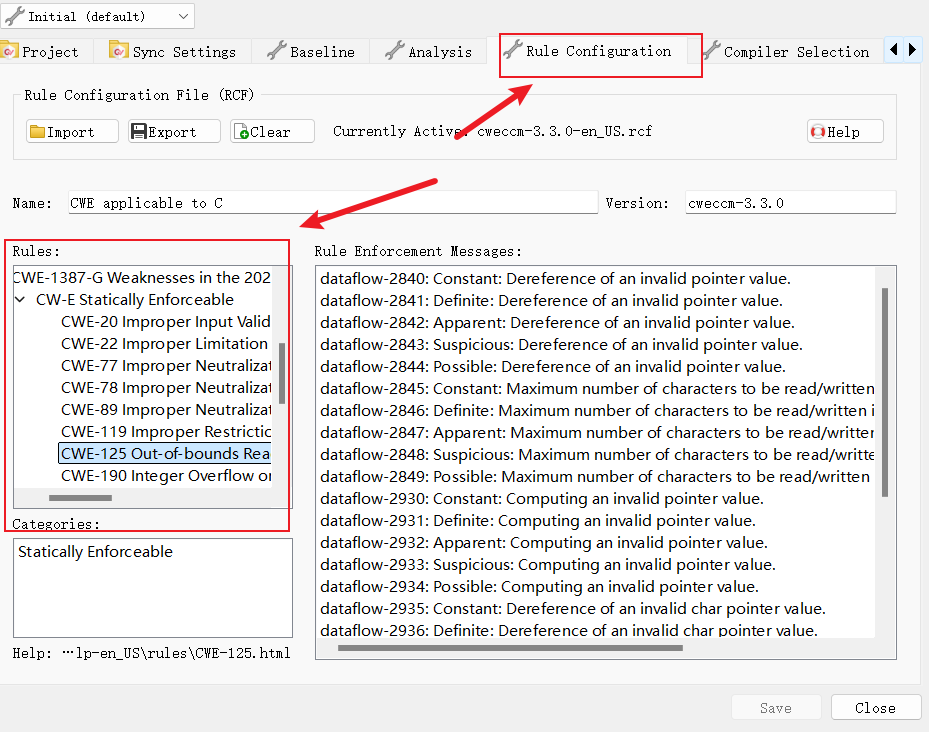 Initial (default)
Project Sync Settings Baseline Analysis Rule Configuration Compiler Selection
Rule Configuration File (RCF)
Import Export Clear Currently Active: cweccm-3.3.0-en_US.rcf Help
Name: CWE applicable to C Version: cweccm-3.3.0
Rules:
CWE-1387-G Weaknesses in the 202
CW-E Statically Enforceable
CWE-20 Improper Input Valid
CWE-22 Improper Limitation
CWE-77 Improper Neutralizat
CWE-78 Improper Neutralizat
CWE-89 Improper Neutralizat
CWE-119 Improper Restrictio
CWE-125 Out-of-bounds Rea
CWE-190 Integer Overflow or
Categories:
Statically Enforceable
Help: …lp-en_US\rules\CWE-125.html
Rule Enforcement Messages:
dataflow-2840: Constant: Dereference of an invalid pointer value.
dataflow-2841: Definite: Dereference of an invalid pointer value.
dataflow-2842: Apparent: Dereference of an invalid pointer value.
dataflow-2843: Suspicious: Dereference of an invalid pointer value.
dataflow-2844: Possible: Dereference of an invalid pointer value.
dataflow-2845: Constant: Maximum number of characters to be read/written
dataflow-2846: Definite: Maximum number of characters to be read/written i
dataflow-2847: Apparent: Maximum number of characters to be read/written
dataflow-2848: Suspicious: Maximum number of characters to be read/writte
dataflow-2849: Possible: Maximum number of characters to be read/written
dataflow-2930: Constant: Computing an invalid pointer value.
dataflow-2931: Definite: Computing an invalid pointer value.
dataflow-2932: Apparent: Computing an invalid pointer value.
dataflow-2933: Suspicious: Computing an invalid pointer value.
dataflow-2934: Possible: Computing an invalid pointer value.
dataflow-2935: Constant: Dereference of an invalid char pointer value.
dataflow-2936: Definite: Dereference of an invalid char pointer value.
Save Close